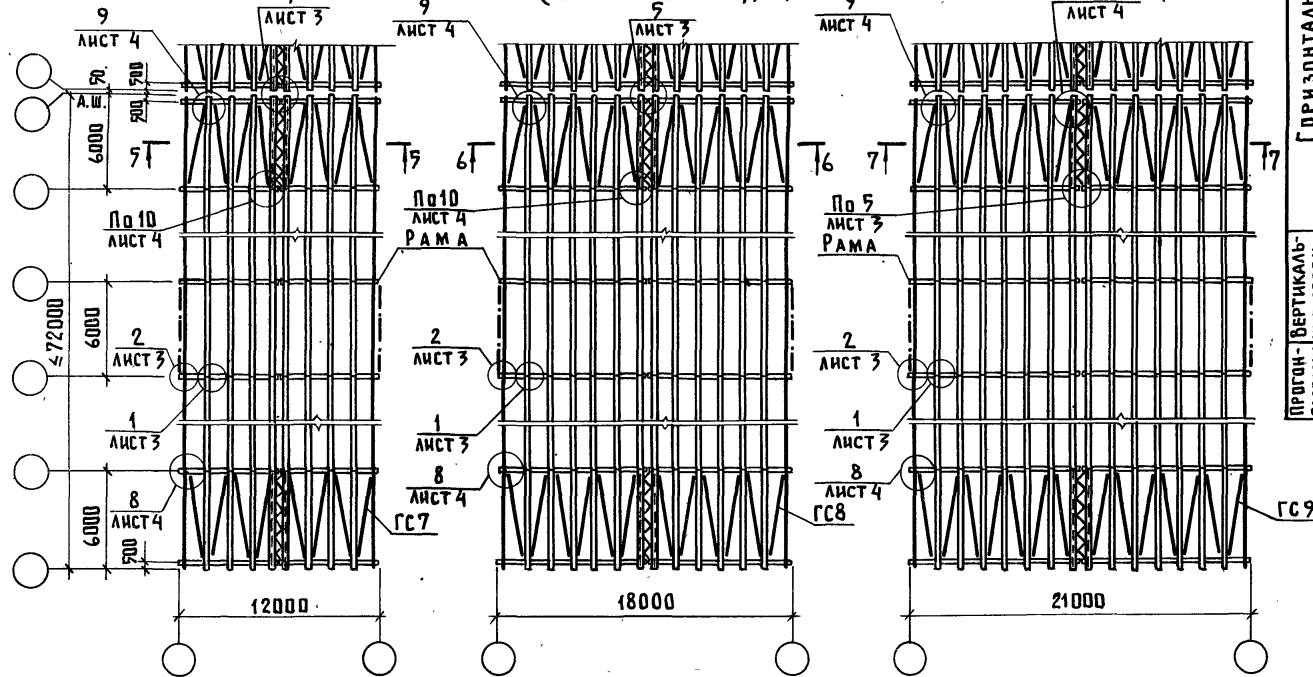 9
ЛИСТ 4
ЛИСТ 3
9
ЛИСТ 4
5
ЛИСТ 3
ЛИСТ 4
ЛИСТ 4
50.
500
А.Ш.
500
6000
5
5
6
6
7
7
По 10
ЛИСТ 4
По 10
ЛИСТ 4
По 5
ЛИСТ 3
РАМА
РАМА
≤72000
6000
2
ЛИСТ 3
2
ЛИСТ 3
2
ЛИСТ 3
1
ЛИСТ 3
1
ЛИСТ 3
1
ЛИСТ 3
8
ЛИСТ 4
8
ЛИСТ 4
8
ЛИСТ 4
6000
500
ГС7
ГС8
ГС9
12000
18000
21000
ПРОГОН-
ВЕРТИКАЛЬ-